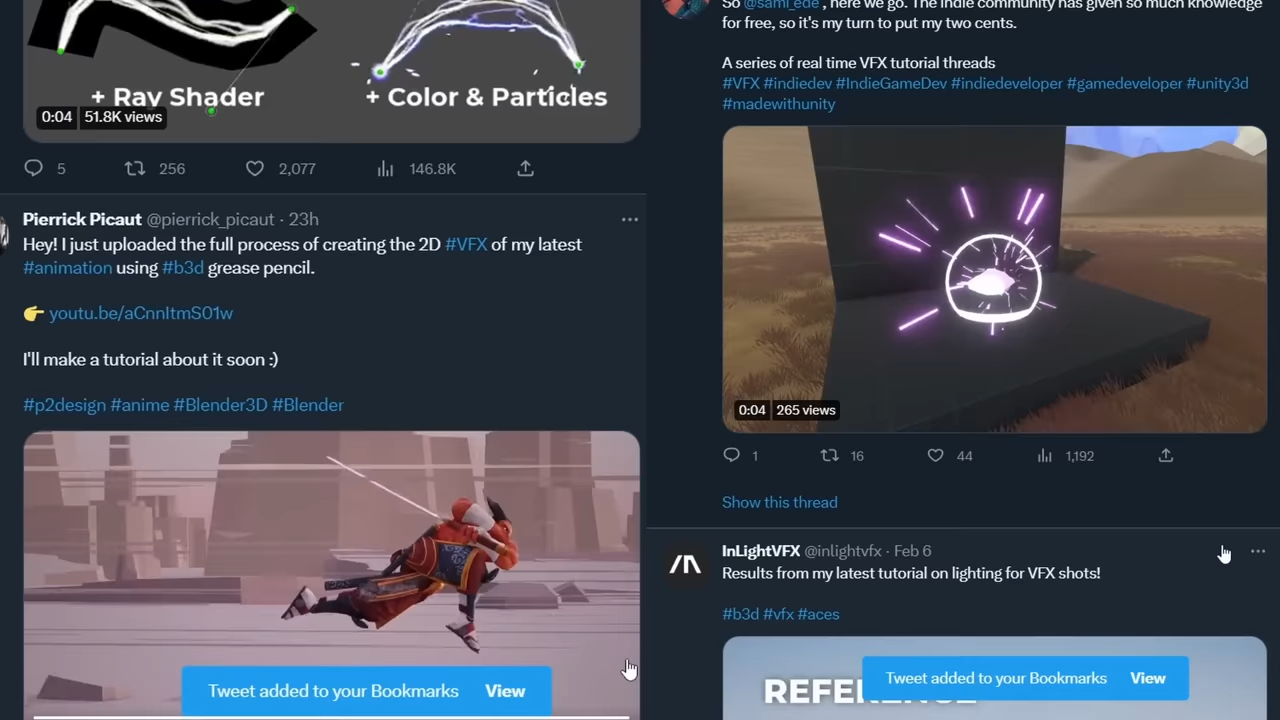 + Ray Shader
+ Color & Particles
0:04 51.8K views
5 256 2,077 146.8K
Pierrick Picaut @pierrick_picaut · 23h
Hey! I just uploaded the full process of creating the 2D #VFX of my latest
#animation using #b3d grease pencil.
👉 youtu.be/aCnnItmS01w
I'll make a tutorial about it soon :)
#p2design #anime #Blender3D #Blender
Tweet added to your Bookmarks View
So @sami_ede , here we go. The indie community has given so much knowledge
for free, so it's my turn to put my two cents.
A series of real time VFX tutorial threads
#VFX #indiedev #IndieGameDev #indiedeveloper #gamedeveloper #unity3d
#madewithunity
0:04 265 views
1 16 44 1,192
Show this thread
InLightVFX @inlightvfx · Feb 6
Results from my latest tutorial on lighting for VFX shots!
#b3d #vfx #aces
Tweet added to your Bookmarks View